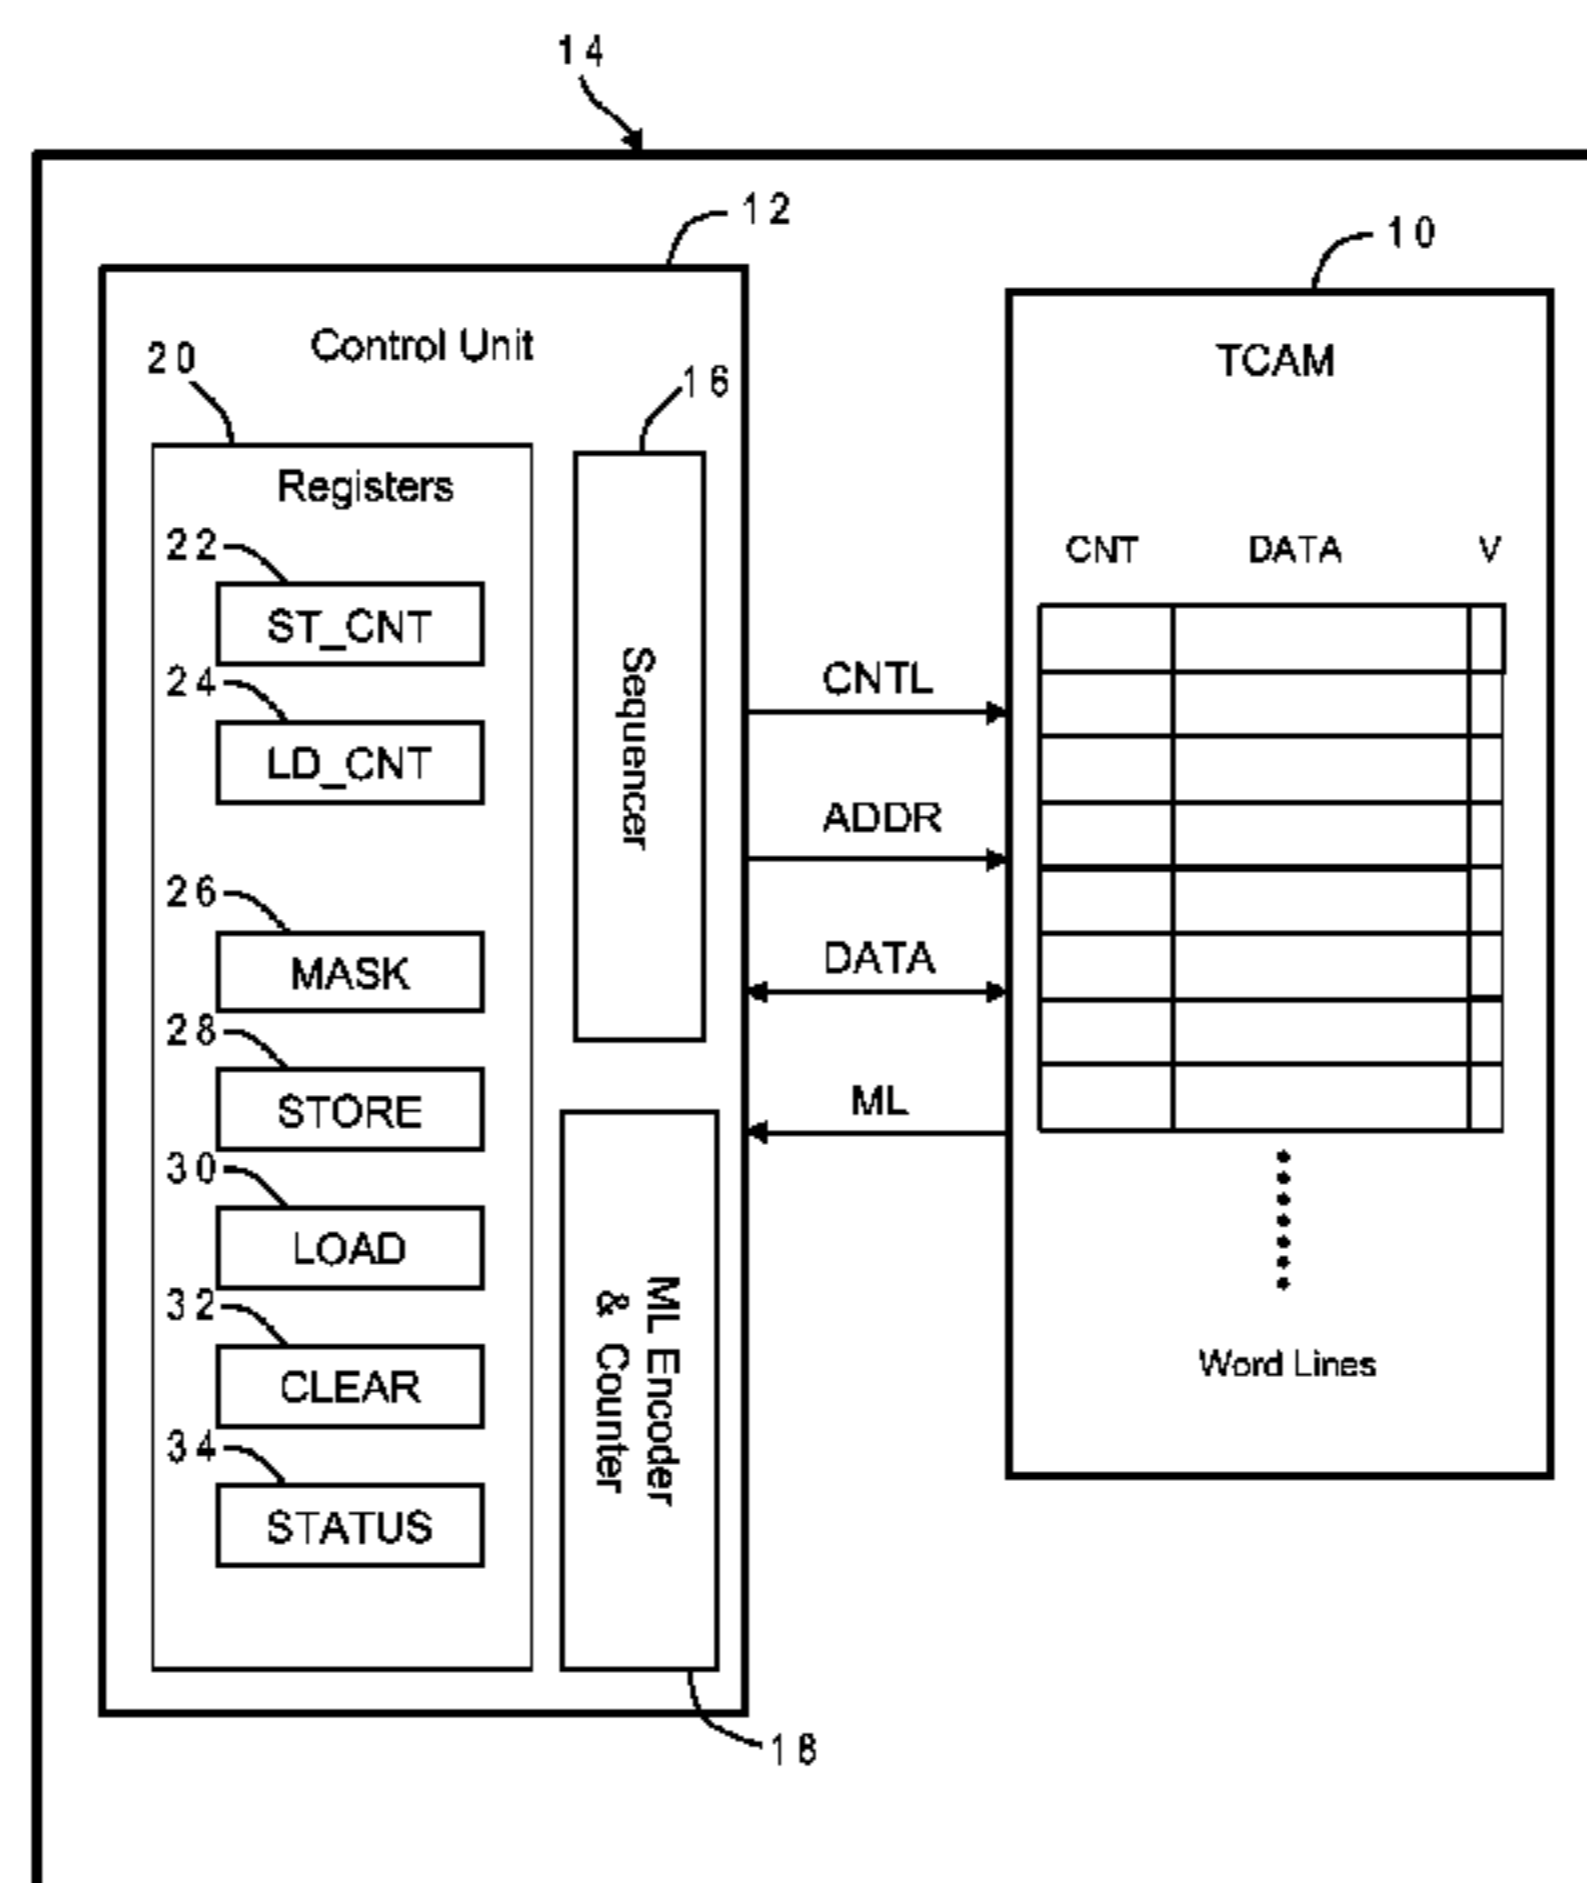 14
12
10
Control Unit
20
16
TCAM
Registers
22
ST_CNT
24
LD_CNT
26
MASK
28
STORE
30
LOAD
32
CLEAR
34
STATUS
Sequencer
ML Encoder
& Counter
18
CNTL
ADDR
DATA
ML
CNT DATA V
Word Lines